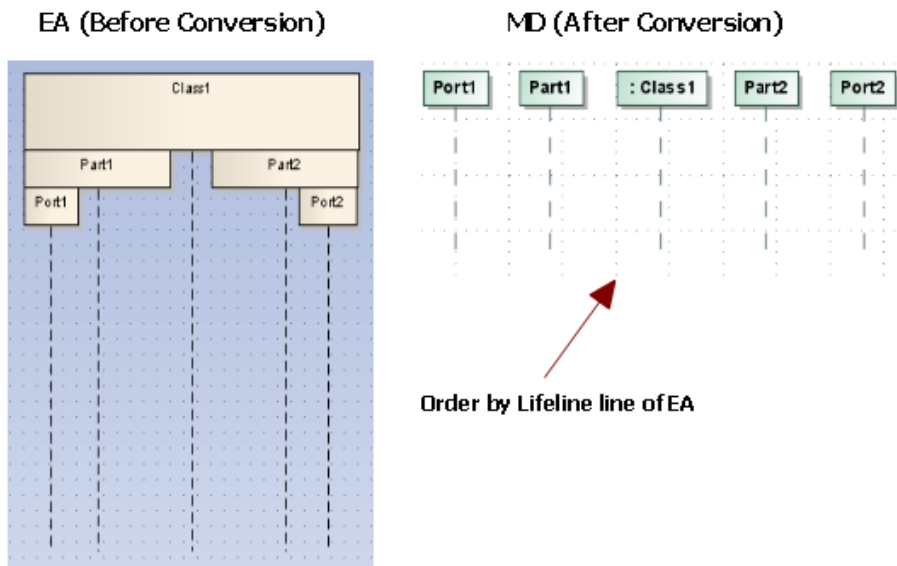 EA (Before Conversion)
Class1
Part1
Part2
Port1
Port2
MD (After Conversion)
Port1
Part1
: Class1
Part2
Port2
Order by Lifeline line of EA